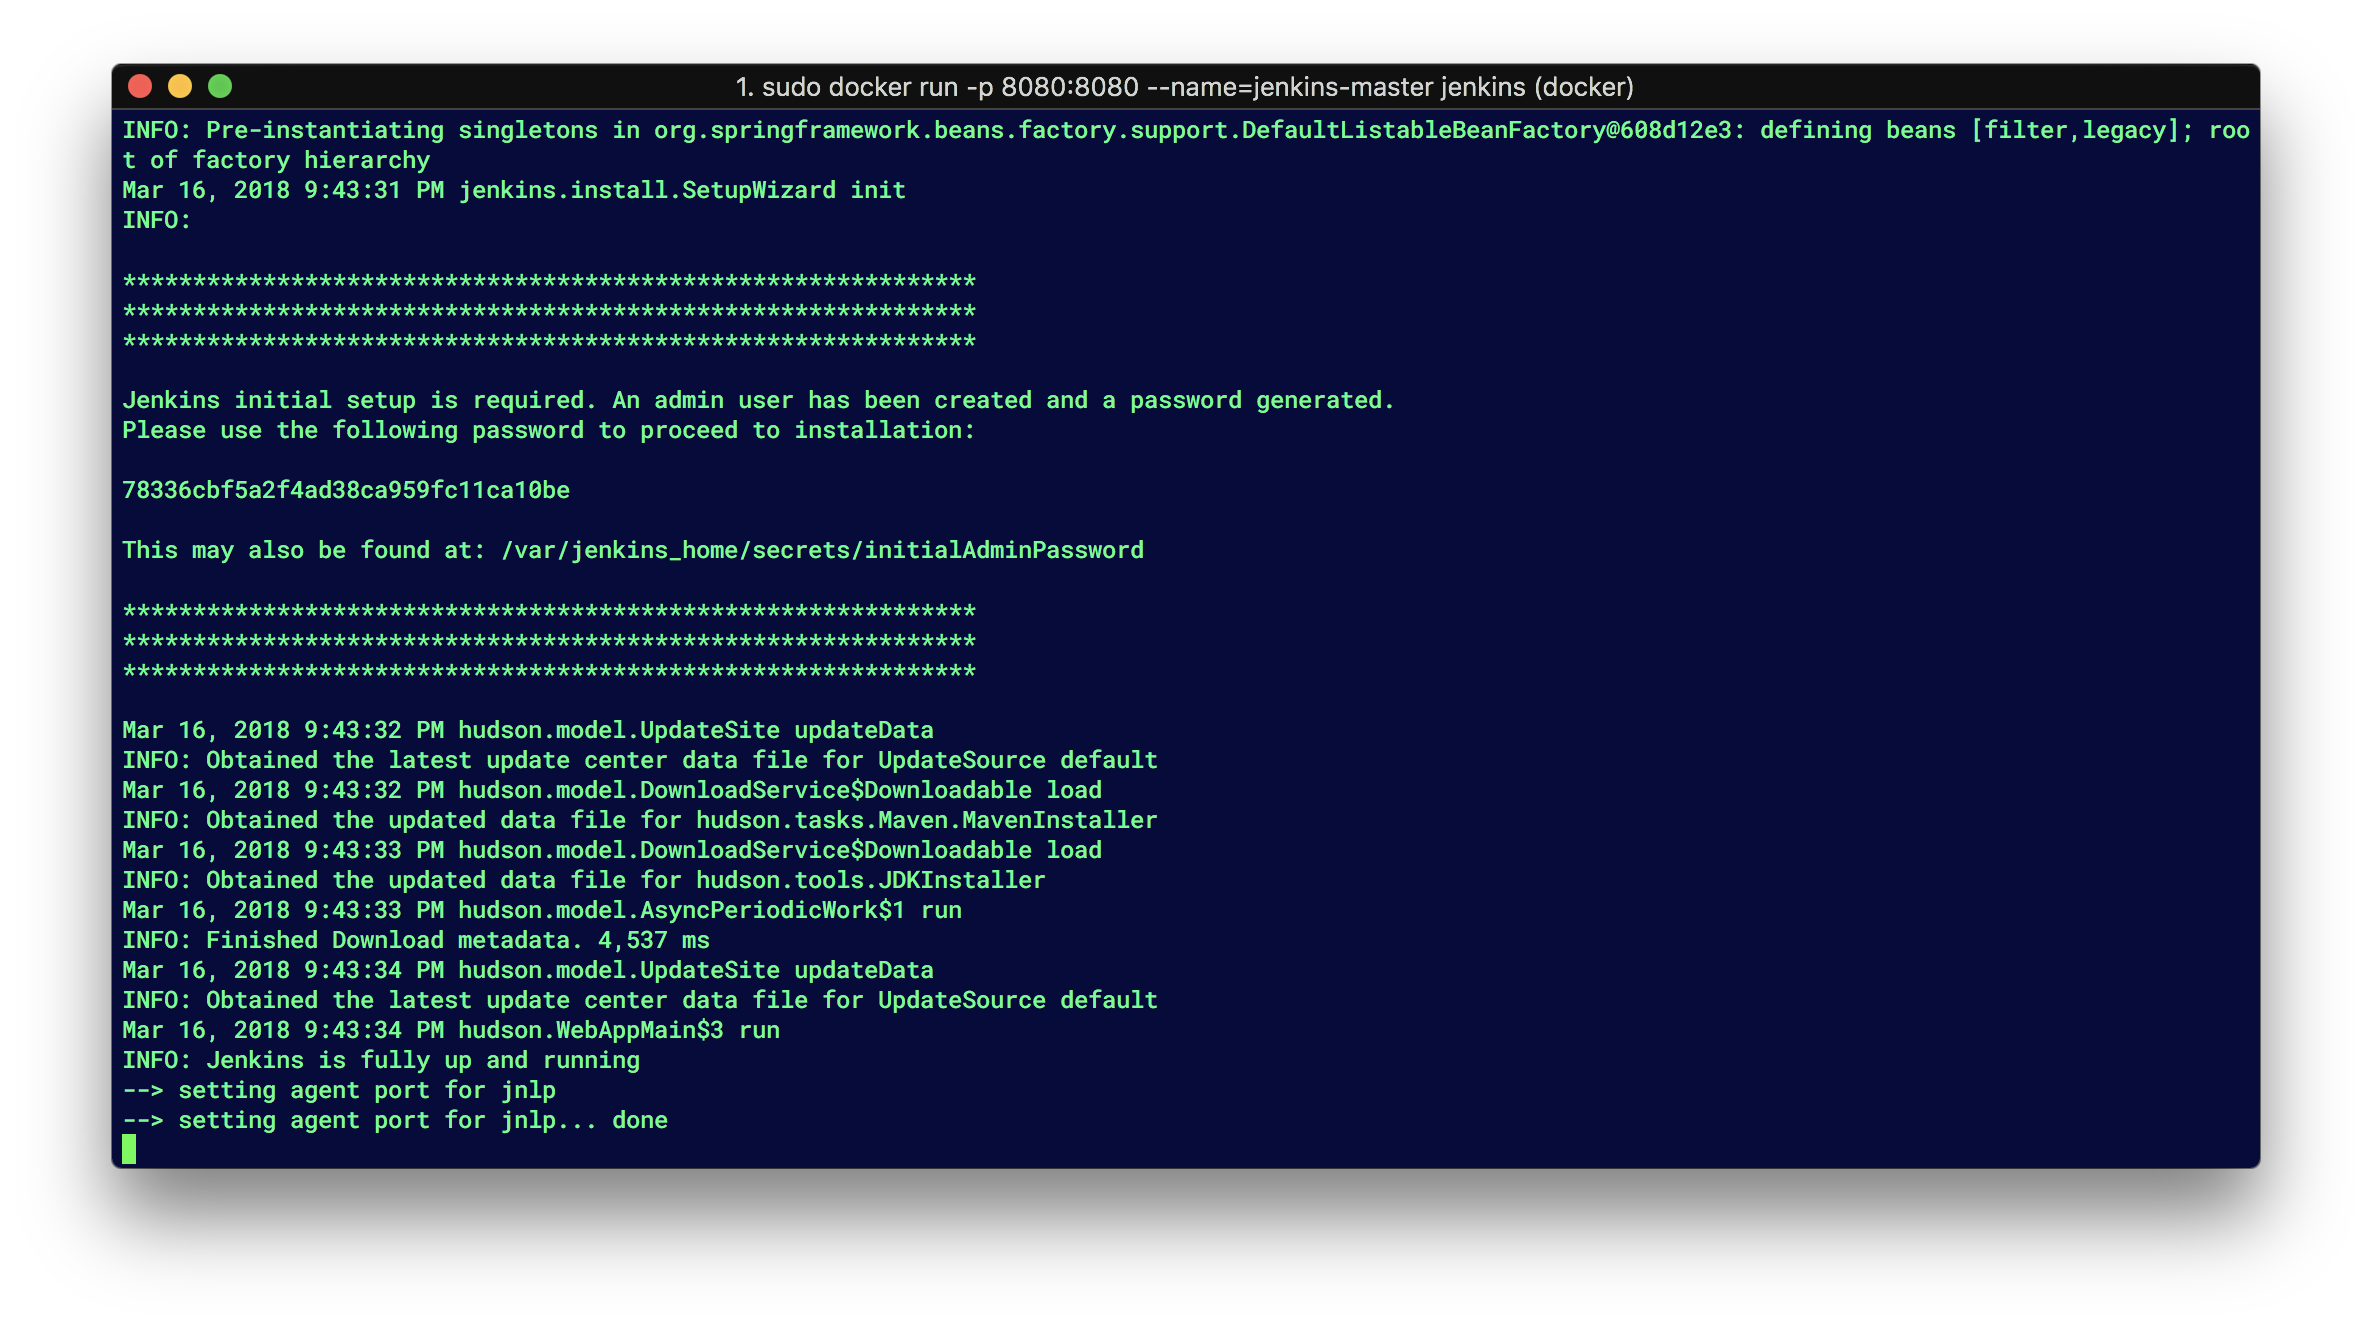 1. sudo docker run -p 8080:8080 --name=jenkins-master jenkins (docker)
INFO: Pre-instantiating singletons in org.springframework.beans.factory.support.DefaultListableBeanFactory@608d12e3: defining beans [filter,legacy]; roo
t of factory hierarchy
Mar 16, 2018 9:43:31 PM jenkins.install.SetupWizard init
INFO:
*************************************************************
*************************************************************
*************************************************************
Jenkins initial setup is required. An admin user has been created and a password generated.
Please use the following password to proceed to installation:
78336cbf5a2f4ad38ca959fc11ca10be
This may also be found at: /var/jenkins_home/secrets/initialAdminPassword
*************************************************************
*************************************************************
*************************************************************
Mar 16, 2018 9:43:32 PM hudson.model.UpdateSite updateData
INFO: Obtained the latest update center data file for UpdateSource default
Mar 16, 2018 9:43:32 PM hudson.model.DownloadService$Downloadable load
INFO: Obtained the updated data file for hudson.tasks.Maven.MavenInstaller
Mar 16, 2018 9:43:33 PM hudson.model.DownloadService$Downloadable load
INFO: Obtained the updated data file for hudson.tools.JDKInstaller
Mar 16, 2018 9:43:33 PM hudson.model.AsyncPeriodicWork$1 run
INFO: Finished Download metadata. 4,537 ms
Mar 16, 2018 9:43:34 PM hudson.model.UpdateSite updateData
INFO: Obtained the latest update center data file for UpdateSource default
Mar 16, 2018 9:43:34 PM hudson.WebAppMain$3 run
INFO: Jenkins is fully up and running
--> setting agent port for jnlp
--> setting agent port for jnlp... done